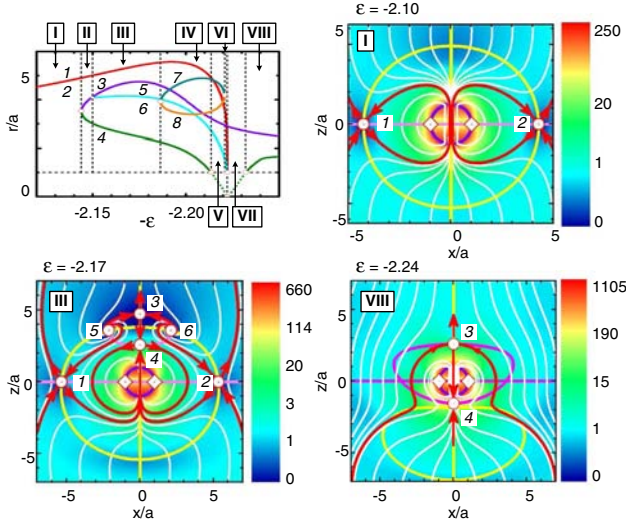 I II III IV VI VIII
1
2
3
4
5
6
7
8
r/a
5
0
-2.15 -2.20
-ε
V VII
ε = -2.10
I
1 2
z/a
5
0
-5
-5 0 5
x/a
250
20
1
0
ε = -2.17
III
3
5 6
4
1 2
z/a
5
0
-5
-5 0 5
x/a
660
114
20
3
1
0
ε = -2.24
VIII
3
4
z/a
5
0
-5
-5 0 5
x/a
1105
190
15
1
0